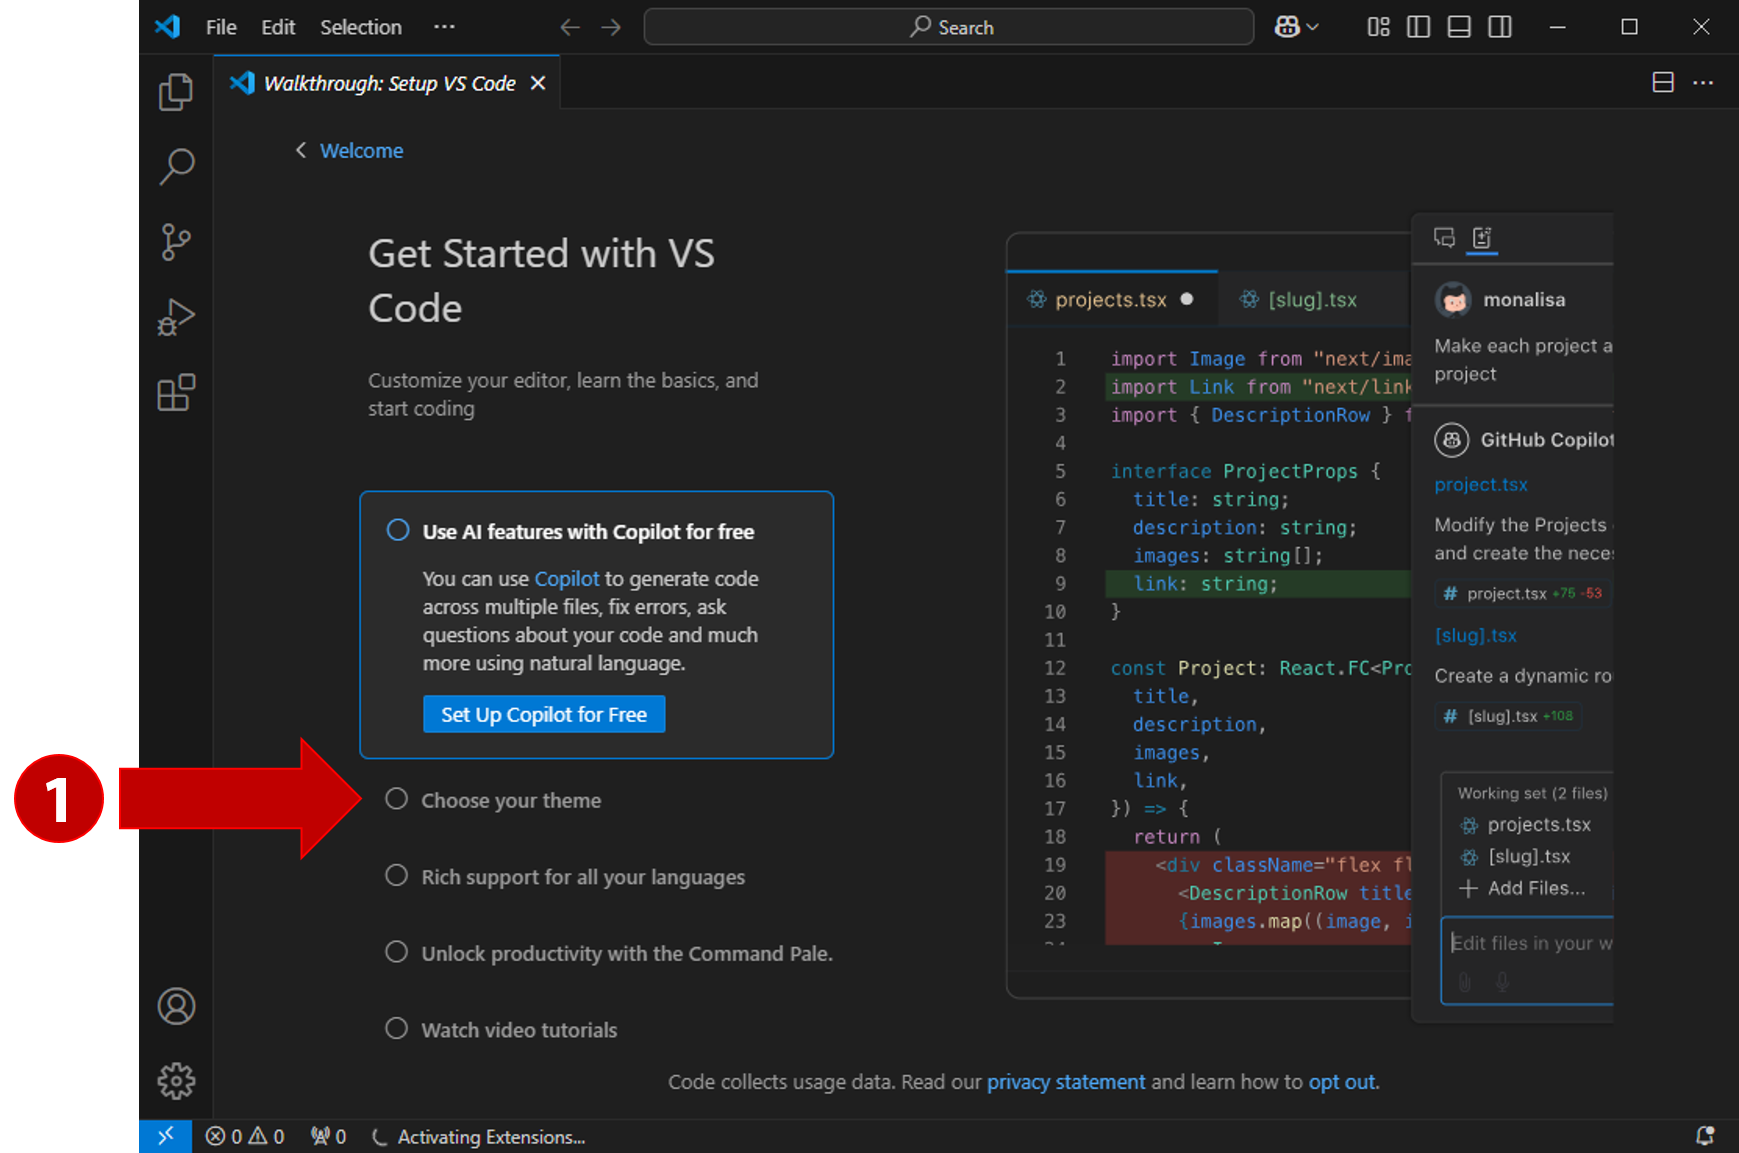 File Edit Selection ··· Search
Walkthrough: Setup VS Code
Welcome
Get Started with VS
Code
Customize your editor, learn the basics, and
start coding
Use AI features with Copilot for free
You can use Copilot to generate code
across multiple files, fix errors, ask
questions about your code and much
more using natural language.
Set Up Copilot for Free
1
Choose your theme
Rich support for all your languages
Unlock productivity with the Command Pale.
Watch video tutorials
projects.tsx [slug].tsx
1 import Image from "next/ima
2 import Link from "next/link
3 import { DescriptionRow } f
4
5 interface ProjectProps {
6 title: string;
7 description: string;
8 images: string[];
9 link: string;
10 }
11
12 const Project: React.FC<Pro
13 title,
14 description,
15 images,
16 link,
17 }) => {
18 return (
19 <div className="flex fl
20 <DescriptionRow title
23 {images.map((image, i
monalisa
Make each project a
project
GitHub Copilot
project.tsx
Modify the Projects
and create the neces
# project.tsx +75 -53
[slug].tsx
Create a dynamic ro
# [slug].tsx +108
Working set (2 files)
projects.tsx
[slug].tsx
+ Add Files...
Edit files in your w
Code collects usage data. Read our privacy statement and learn how to opt out.
0 0 0 Activating Extensions...